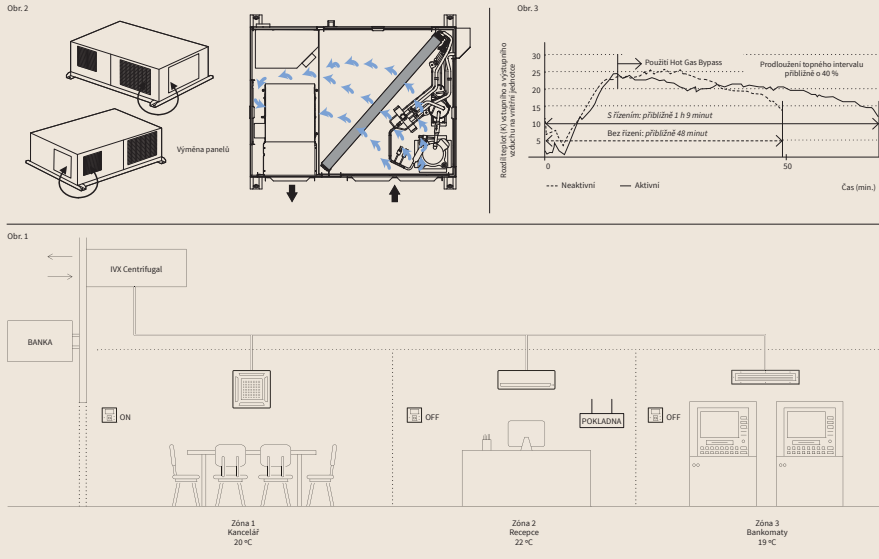 Obr. 2
Výměna panelů
Obr. 3
Rozdíl teplot (K) vstupního a výstupního
vzduchu na vnitřní jednotce
30
25
20
15
10
5
0
50
Použití Hot Gas Bypass
Prodloužení topného intervalu
přibližně o 40 %
S řízením: přibližně 1 h 9 minut
Bez řízení: přibližně 48 minut
Neaktivní
Aktivní
Čas (min.)
Obr. 1
IVX Centrifugal
BANKA
ON
OFF
POKLADNA
OFF
Zóna 1
Kancelář
20 ºC
Zóna 2
Recepce
22 ºC
Zóna 3
Bankomaty
19 ºC